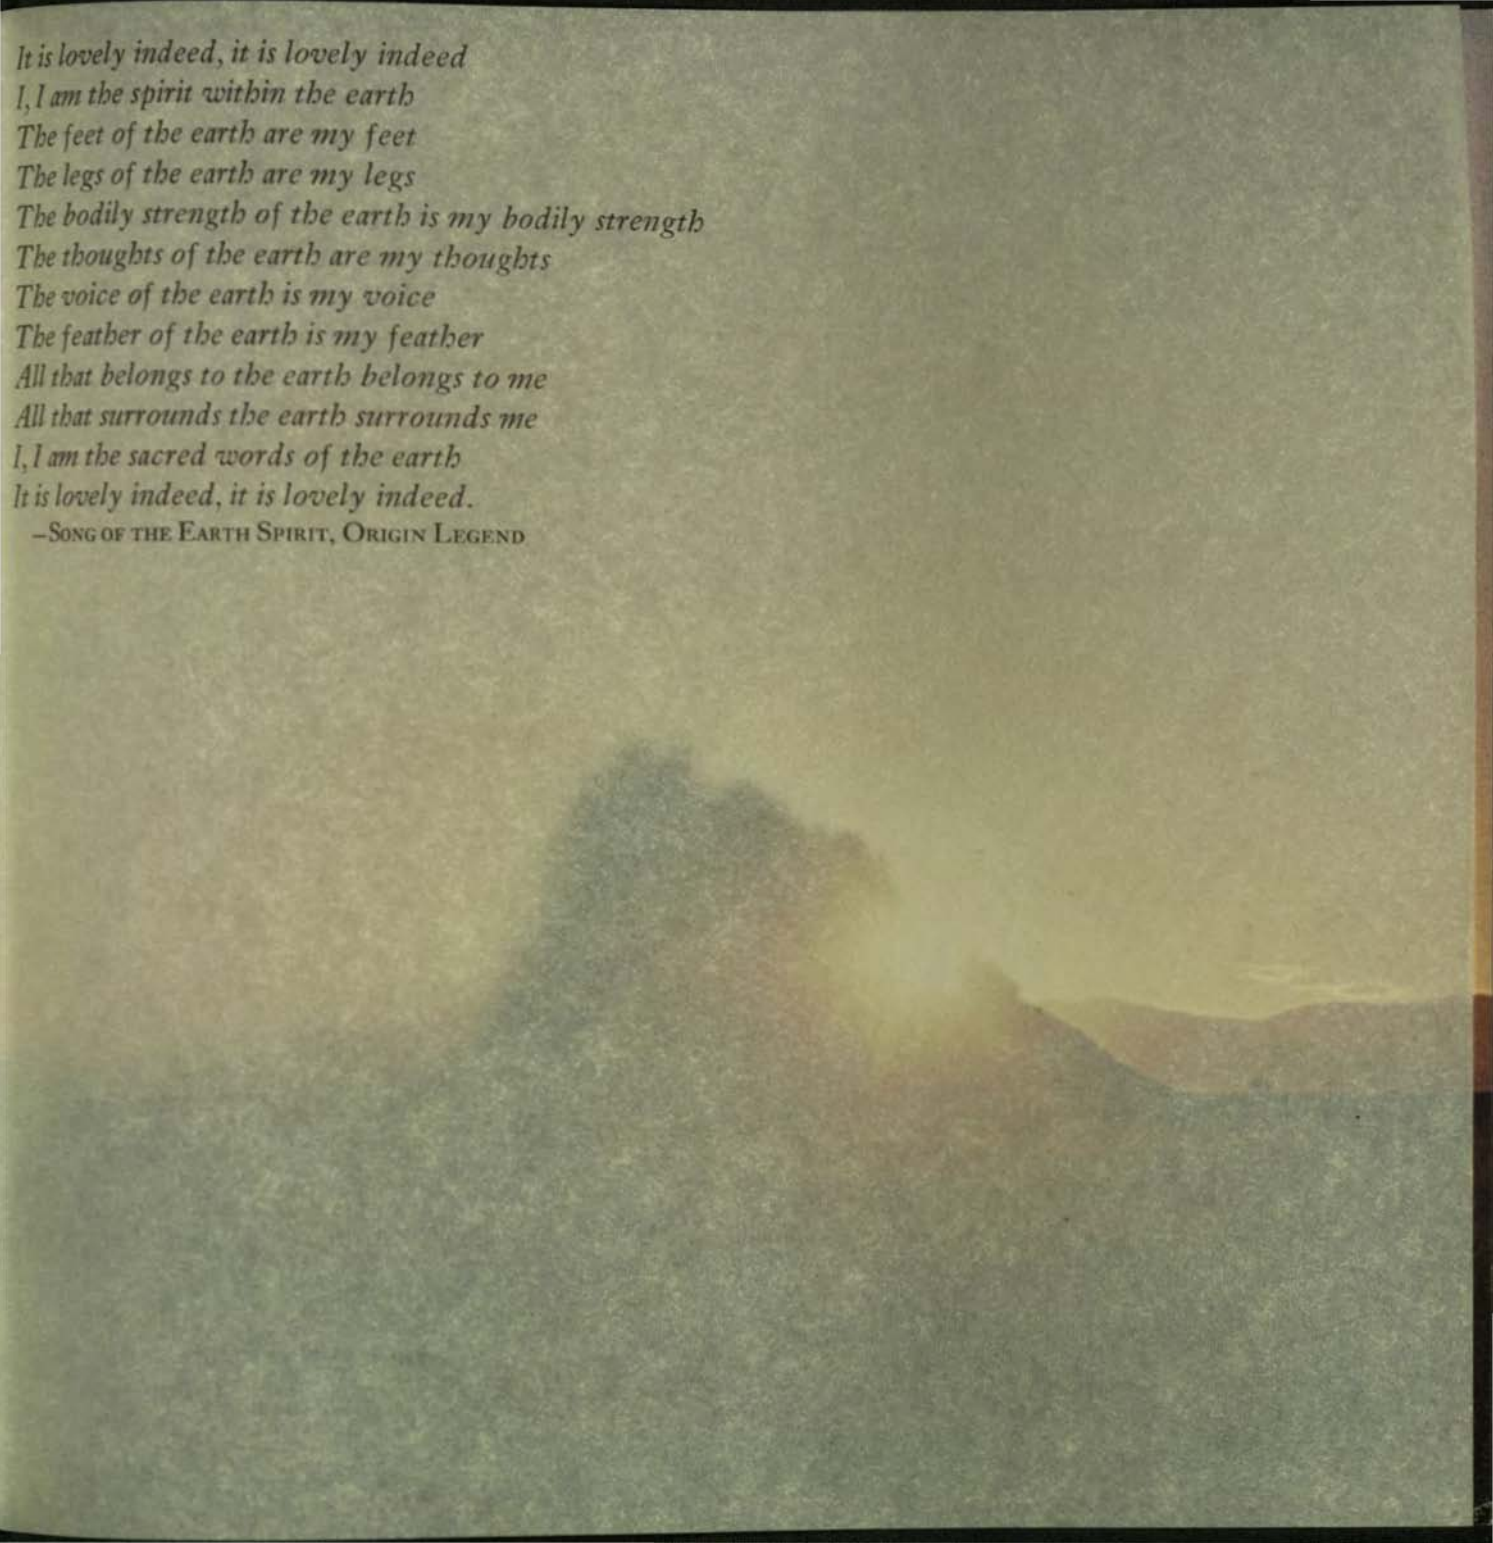 It is lovely indeed, it is lovely indeed
I, I am the spirit within the earth
The feet of the earth are my feet
The legs of the earth are my legs
The bodily strength of the earth is my bodily strength
The thoughts of the earth are my thoughts
The voice of the earth is my voice
The feather of the earth is my feather
All that belongs to the earth belongs to me
All that surrounds the earth surrounds me
I, I am the sacred words of the earth
It is lovely indeed, it is lovely indeed.
–SONG OF THE EARTH SPIRIT, ORIGIN LEGEND